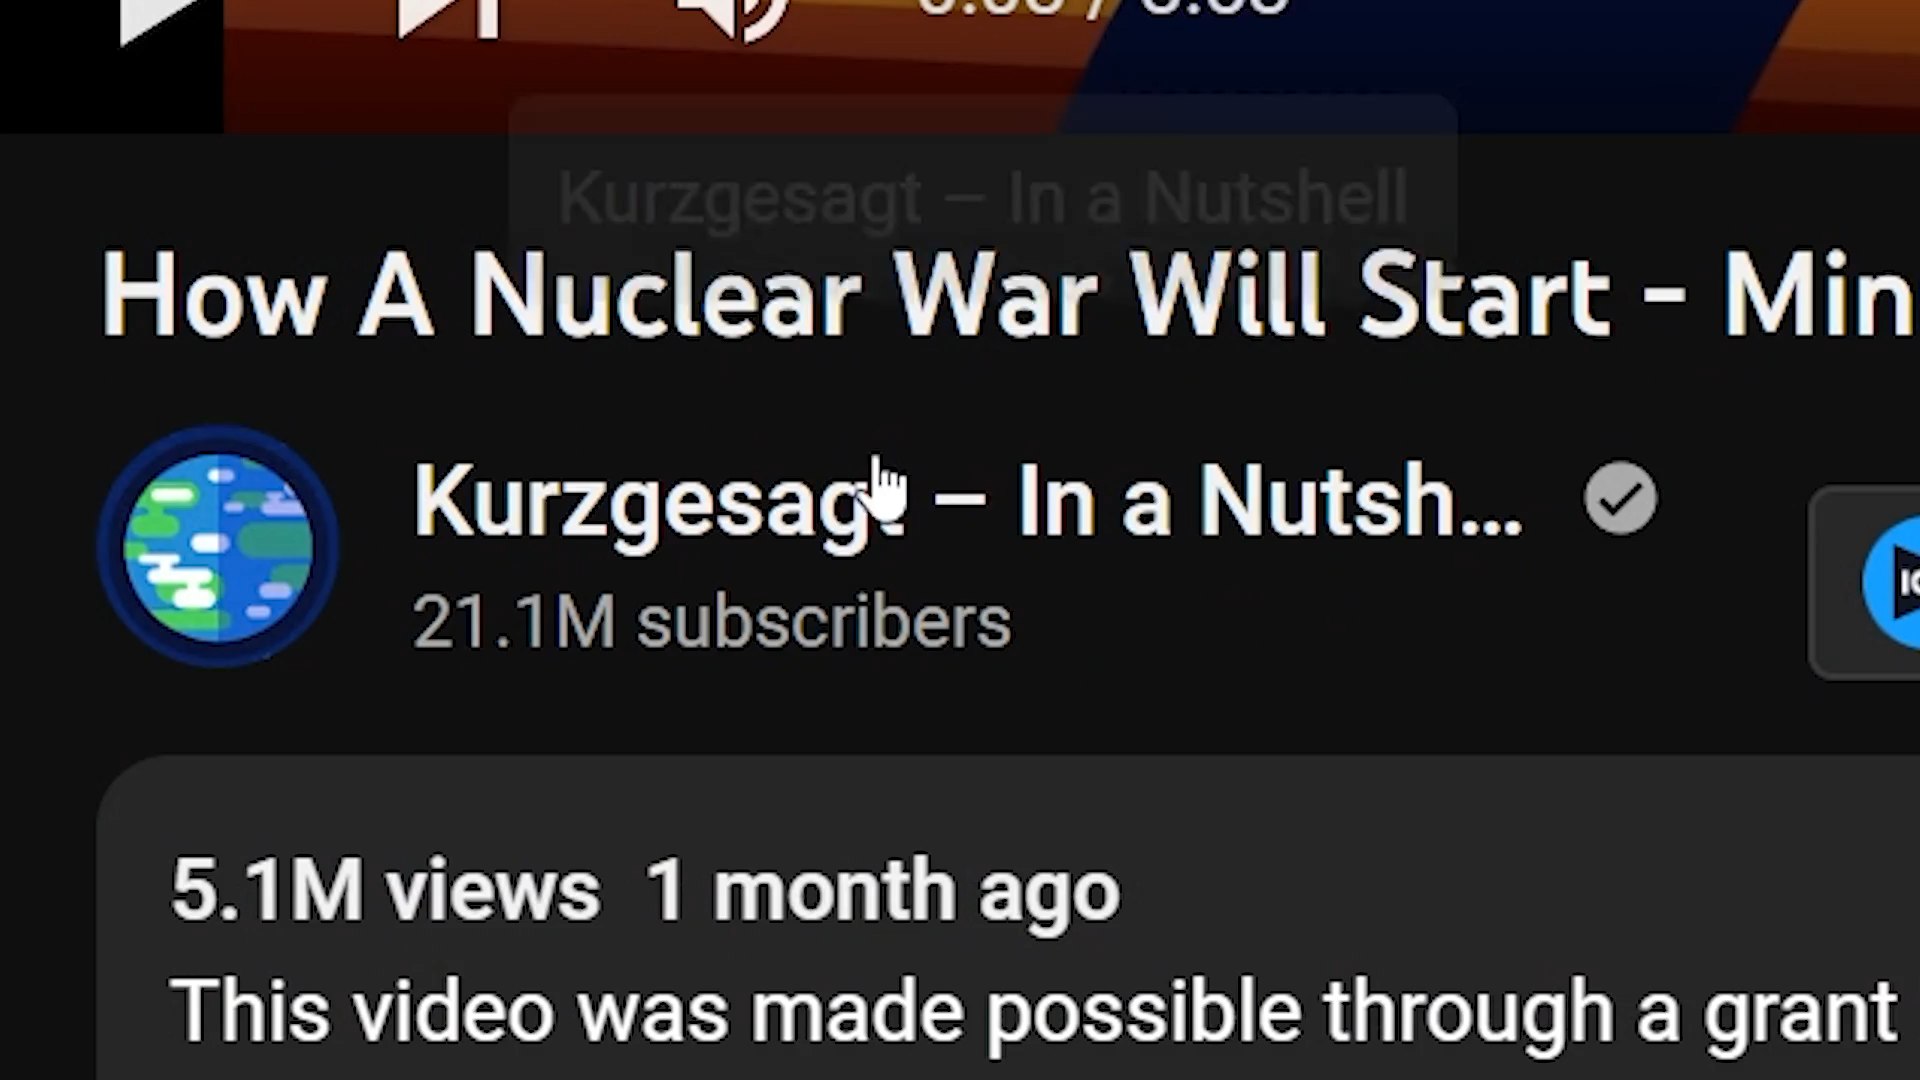 Kurzgesagt – In a Nutshell
How A Nuclear War Will Start - Min
Kurzgesagt – In a Nutsh...
21.1M subscribers
5.1M views 1 month ago
This video was made possible through a grant